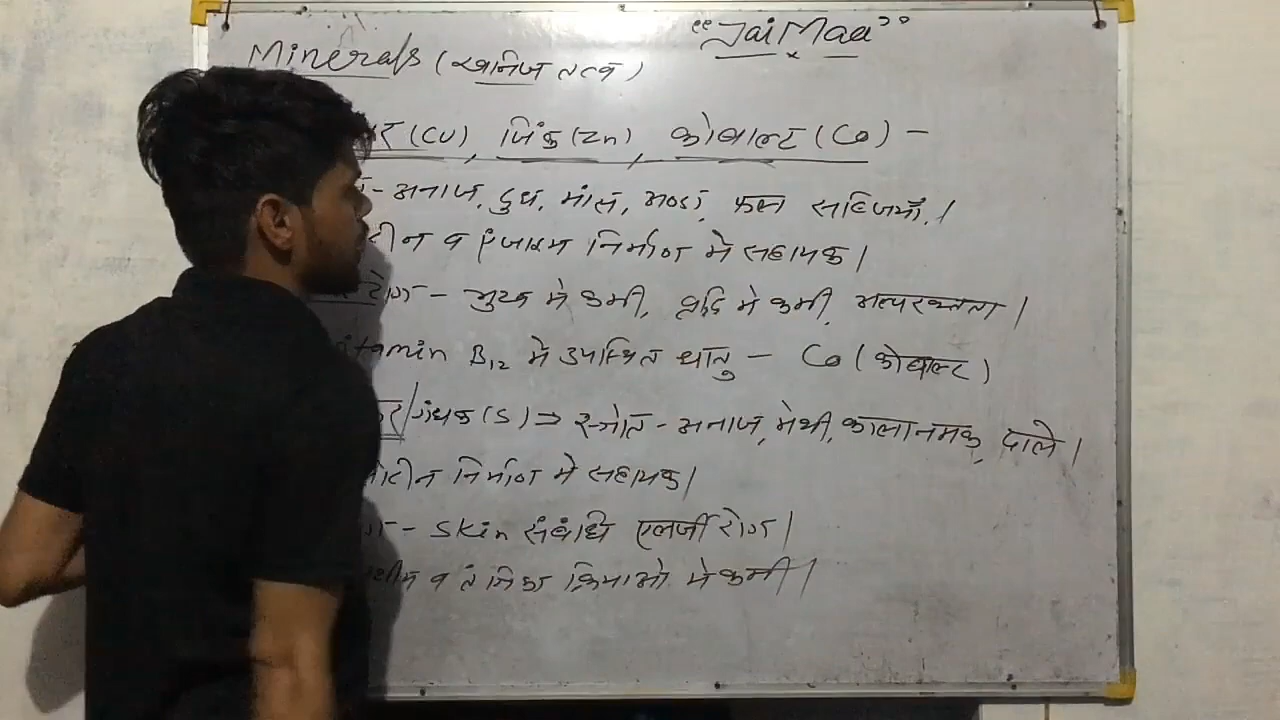 "Jai Maa"
Minerals (खनिज तत्व)
पर (Cu), जिंक (Zn), कोबाल्ट (Co) -
- अनाज, दुध, मांस, अण्डा, फल सब्जियाँ।
टीन व एंजाइम निर्माण मे सहायक।
रोग - भुख मे कमी, वृद्धि मे कमी, अल्परक्तता।
itamin B12 मे उपस्थित धातु - Co (कोबाल्ट)
/गंधक (S) ⇒ स्त्रोत - अनाज, मेथी, कालानमक, दाले।
टीन निर्माण मे सहायक।
- Skin संबंधि एलर्जी रोग।
व तंत्रिका क्रियाओ मे कमी।